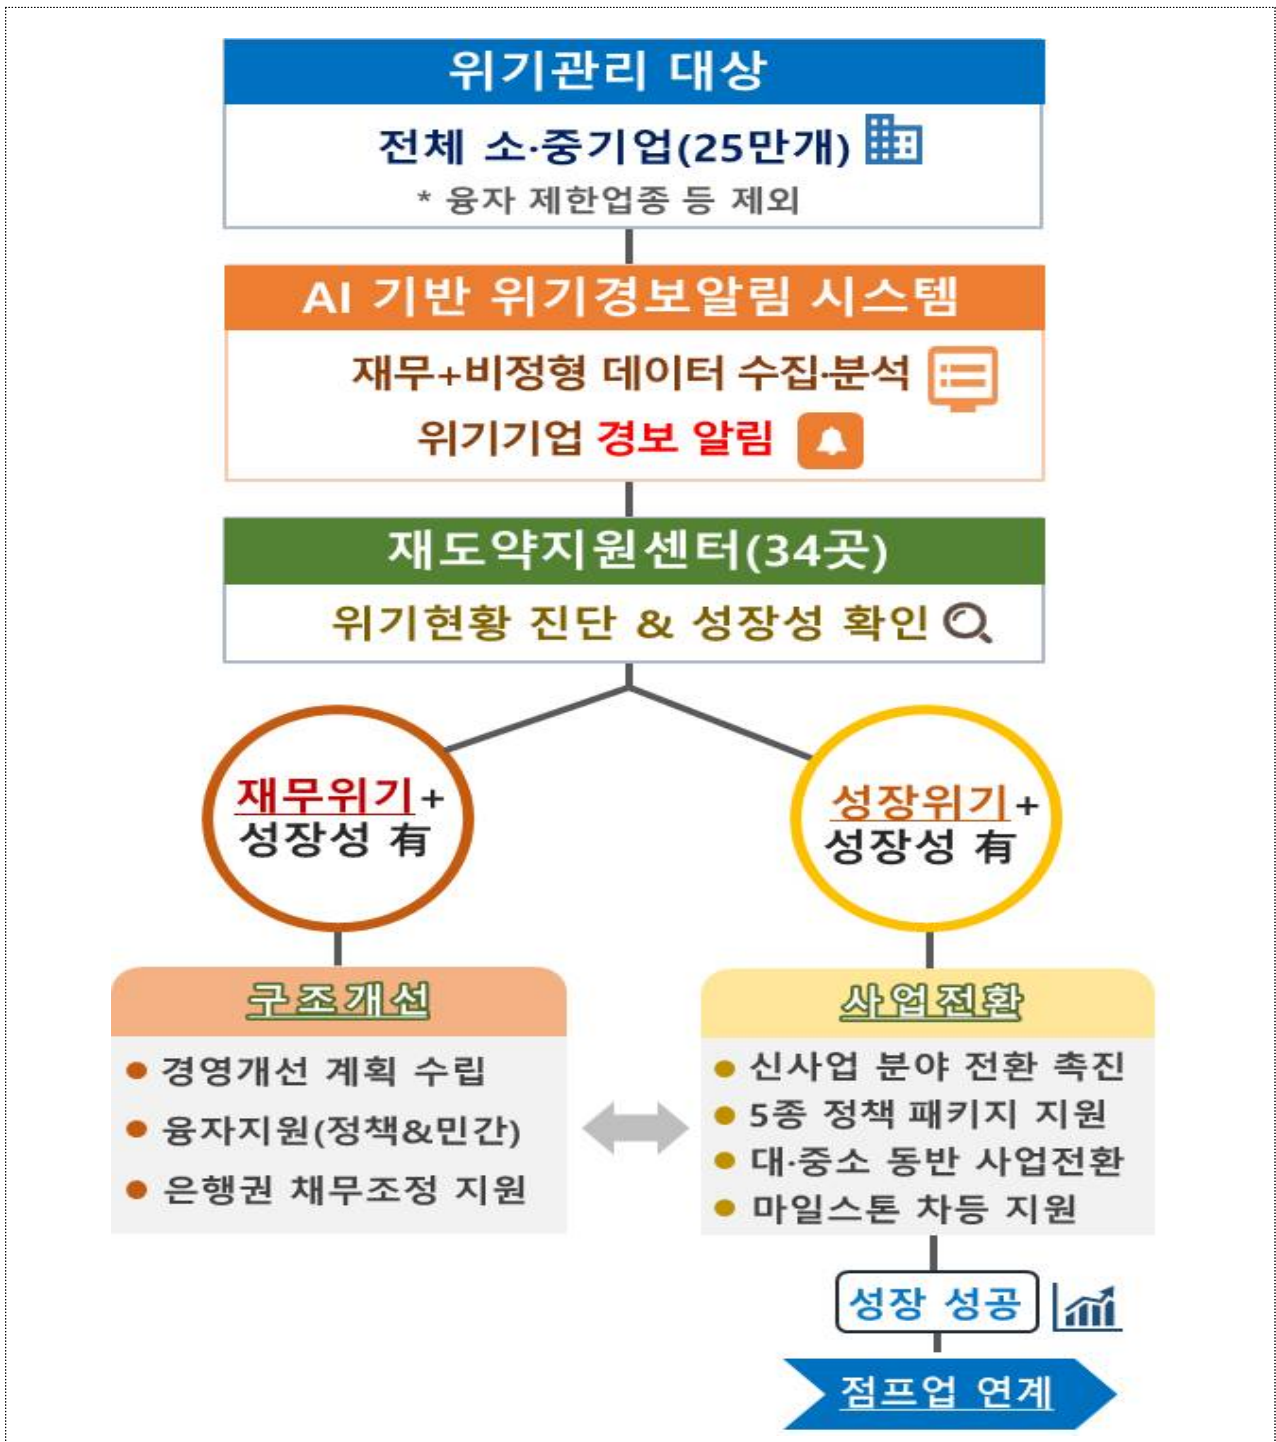 위기관리 대상
전체 소·중기업(25만개)
* 융자 제한업종 등 제외
AI 기반 위기경보알림 시스템
재무+비정형 데이터 수집·분석
위기기업 경보 알림
재도약지원센터(34곳)
위기현황 진단 & 성장성 확인
재무위기+
성장성 有
성장위기+
성장성 有
구조개선
경영개선 계획 수립
융자지원(정책&민간)
은행권 채무조정 지원
사업전환
신사업 분야 전환 촉진
5종 정책 패키지 지원
대·중소 동반 사업전환
마일스톤 차등 지원
성장 성공
점프업 연계